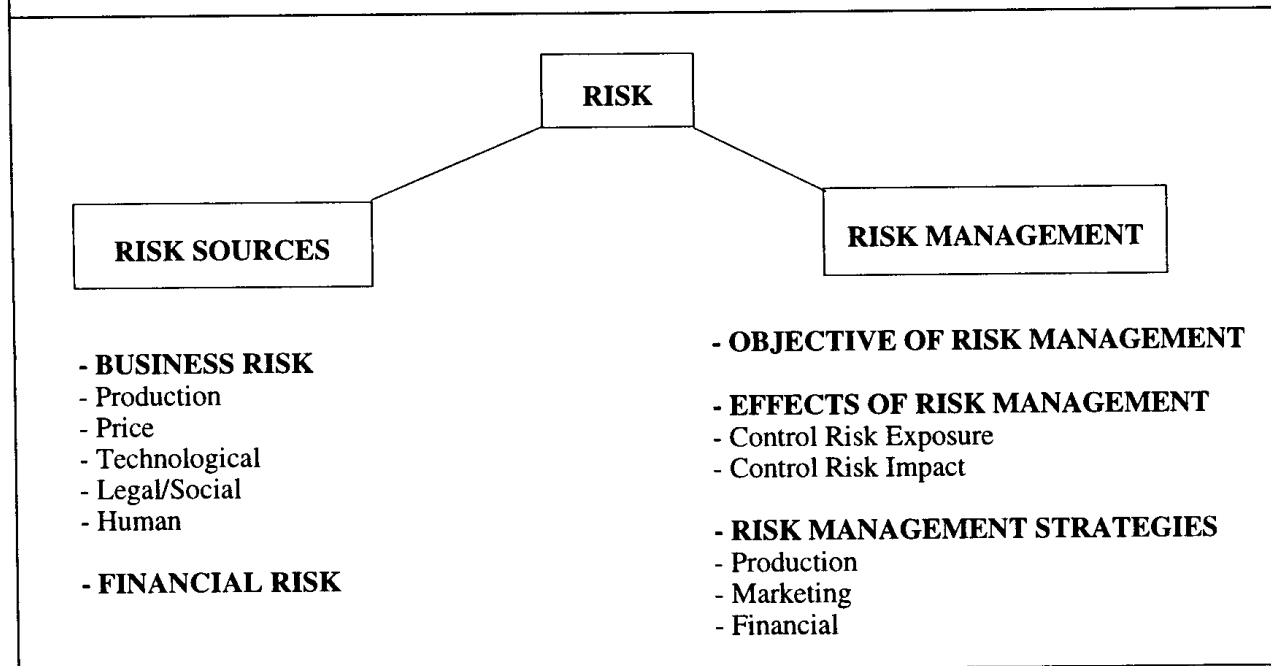 RISK
RISK SOURCES
- BUSINESS RISK
- Production
- Price
- Technological
- Legal/Social
- Human
- FINANCIAL RISK
RISK MANAGEMENT
- OBJECTIVE OF RISK MANAGEMENT
- EFFECTS OF RISK MANAGEMENT
- Control Risk Exposure
- Control Risk Impact
- RISK MANAGEMENT STRATEGIES
- Production
- Marketing
- Financial